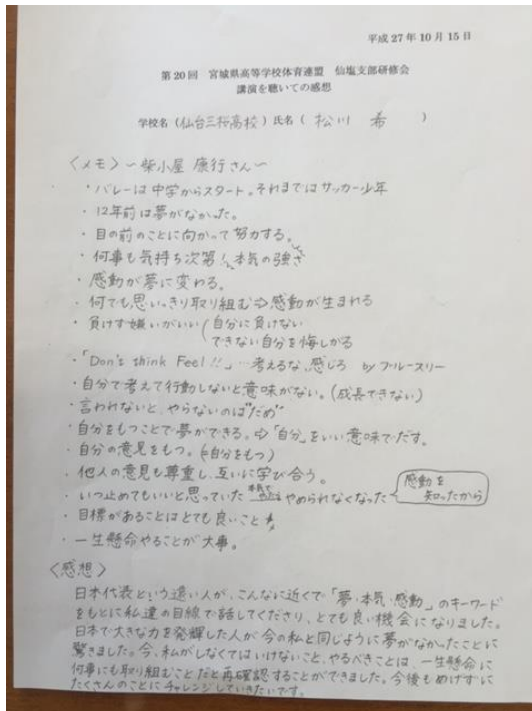 平成27年10月15日
第20回 宮城県高等学校体育連盟 仙塩支部研修会
講演を聴いての感想
学校名(仙台三桜高校)氏名( 松川 希 )
〈メモ〉~柴小屋 康行さん~
・バレーは中学からスタート。それまではサッカー少年
・12年前は夢がなかった。
・目の前のことに向かって努力する。
・何事も気持ち次第!本気の強さ
・感動が夢に変わる。
・何でも思いっきり取り組む⇨感動が生まれる
・負けず嫌いがいい(自分に負けない
できない自分を悔しがる
・「Don's think Feel!!」…考えるな、感じろ byブルースリー
・自分で考えて行動しないと意味がない。(成長できない)
・言われないと、やらないのは"だめ"
・自分をもつことで夢ができる。⇨「自分」をいい意味でだす。
・自分の意見をもつ。(=自分をもつ)
・他人の意見も尊重し、互いに学び合う。
・いつ止めてもいいと思っていた やめられなくなった 感動を
知ったから
・目標があることはとても良いこと
・一生懸命やることが大事。
〈感想〉
日本代表という遠い人が、こんなに近くで「夢・本気・感動」のキーワード
をもとに私達の目線で話してくださり、とても良い機会になりました。
日本で大きな力を発揮した人が今の私と同じように夢がなかったことに
驚きました。今、私がしなくてはいけないこと、やるべきことは、一生懸命に
何事にも取り組むことだと再確認することができました。今後もめげずに
たくさんのことにチャレンジしていきたいです。